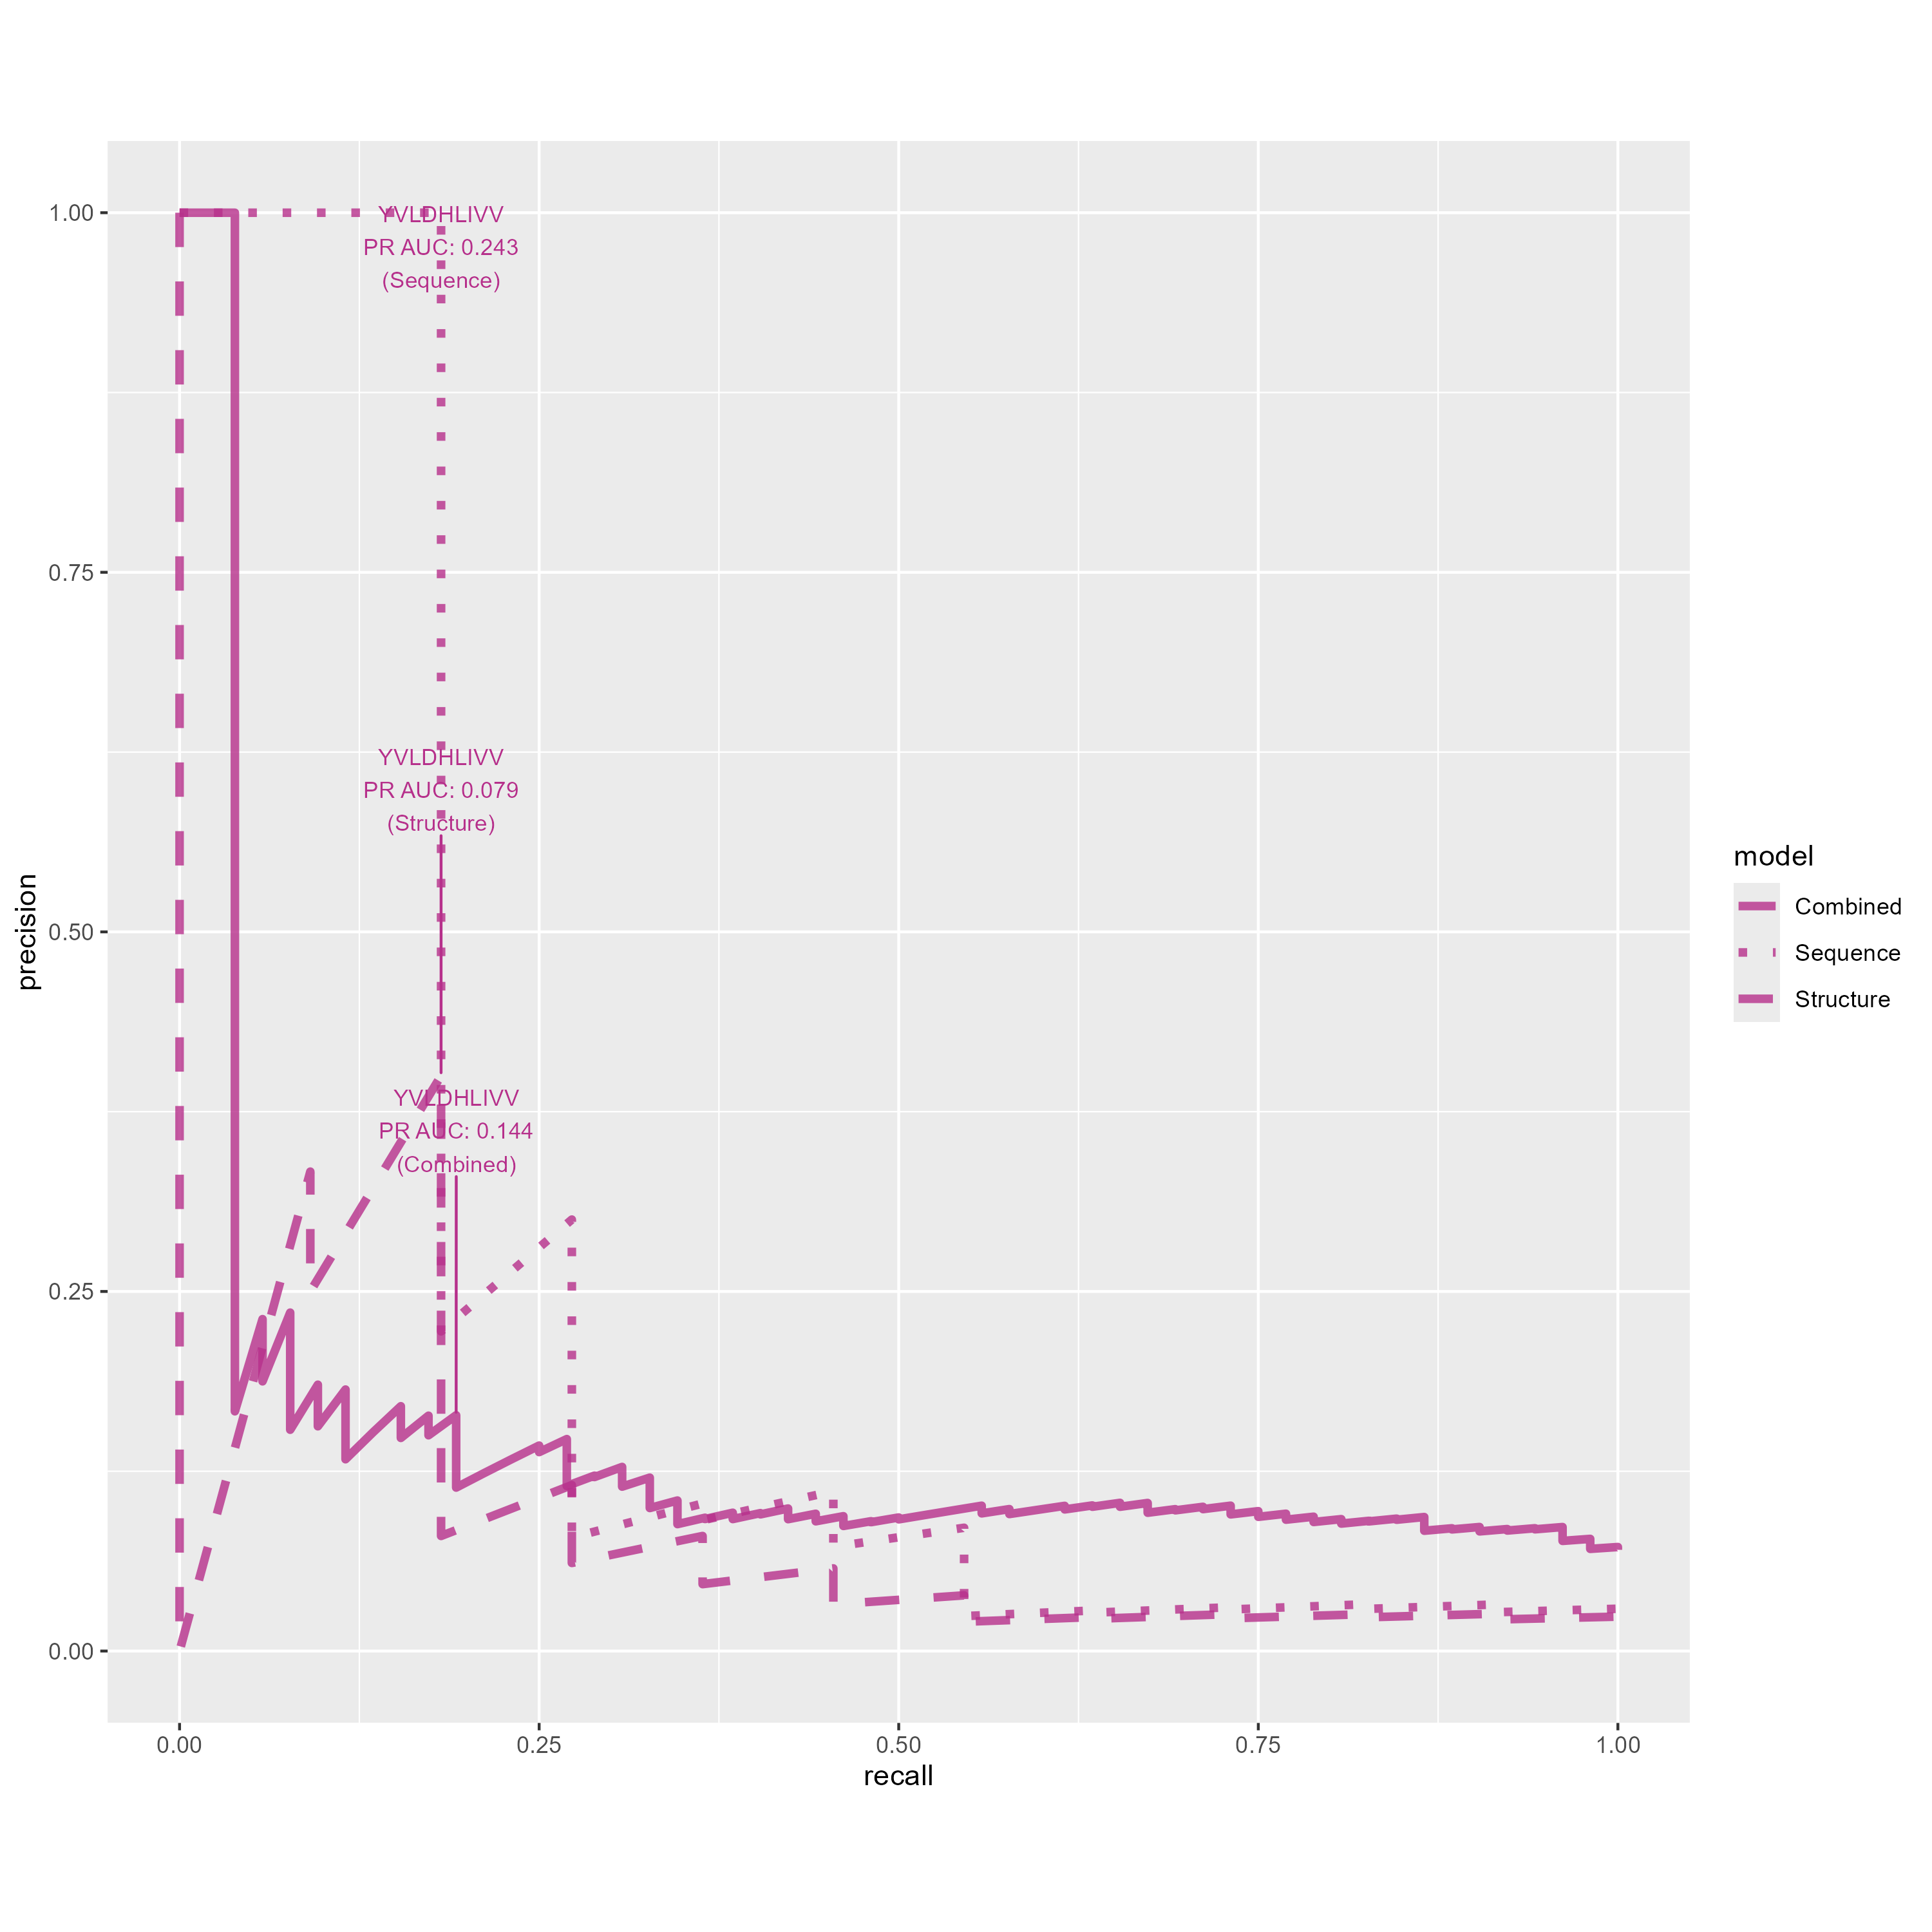 1.00
0.75
0.50
0.25
0.00
precision
YVLDHLIVV
PR AUC: 0.243
(Sequence)
YVLDHLIVV
PR AUC: 0.079
(Structure)
YVLDHLIVV
PR AUC: 0.144
(Combined)
0.00
0.25
0.50
0.75
1.00
recall
model
Combined
Sequence
Structure